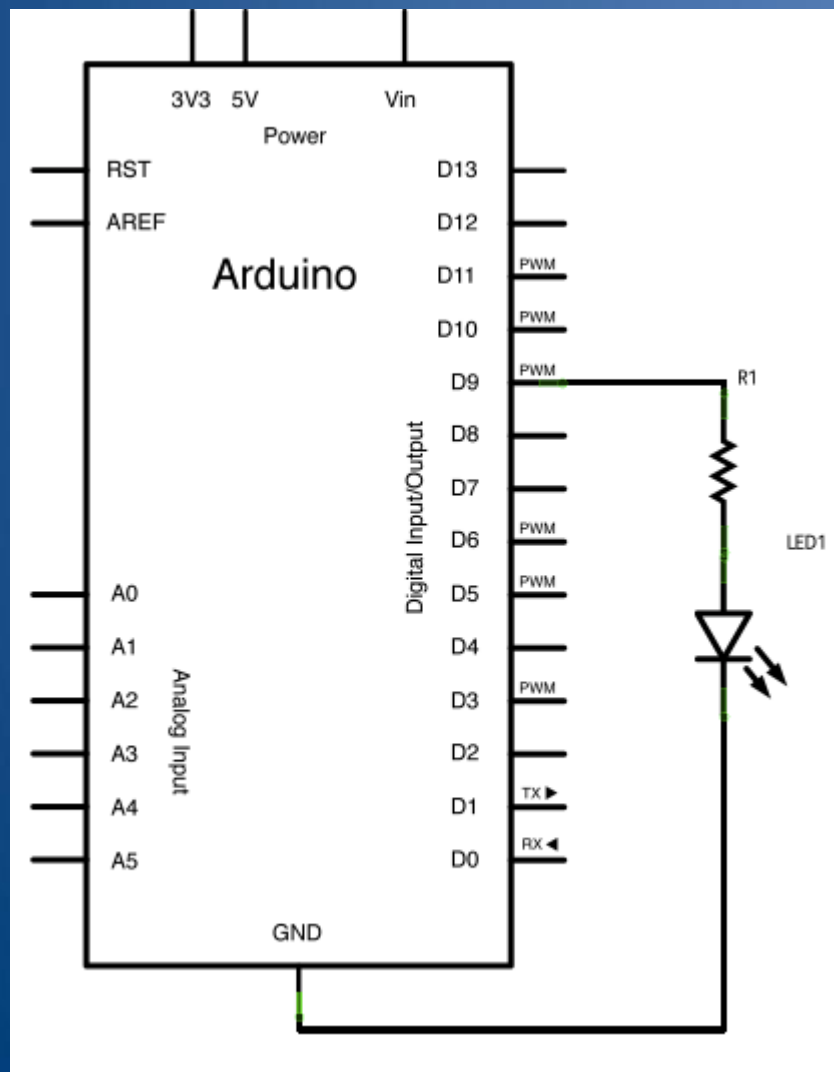 3V3 5V Vin
Power
RST D13
AREF D12
Arduino
D11 PWM
D10 PWM
D9 PWM R1
D8
D7
Digital Input/Output
D6 PWM
LED1
A0 D5 PWM
A1 D4
A2 D3 PWM
Analog Input
A3 D2
A4 D1 TX ▶
A5 D0 RX ◀
GND